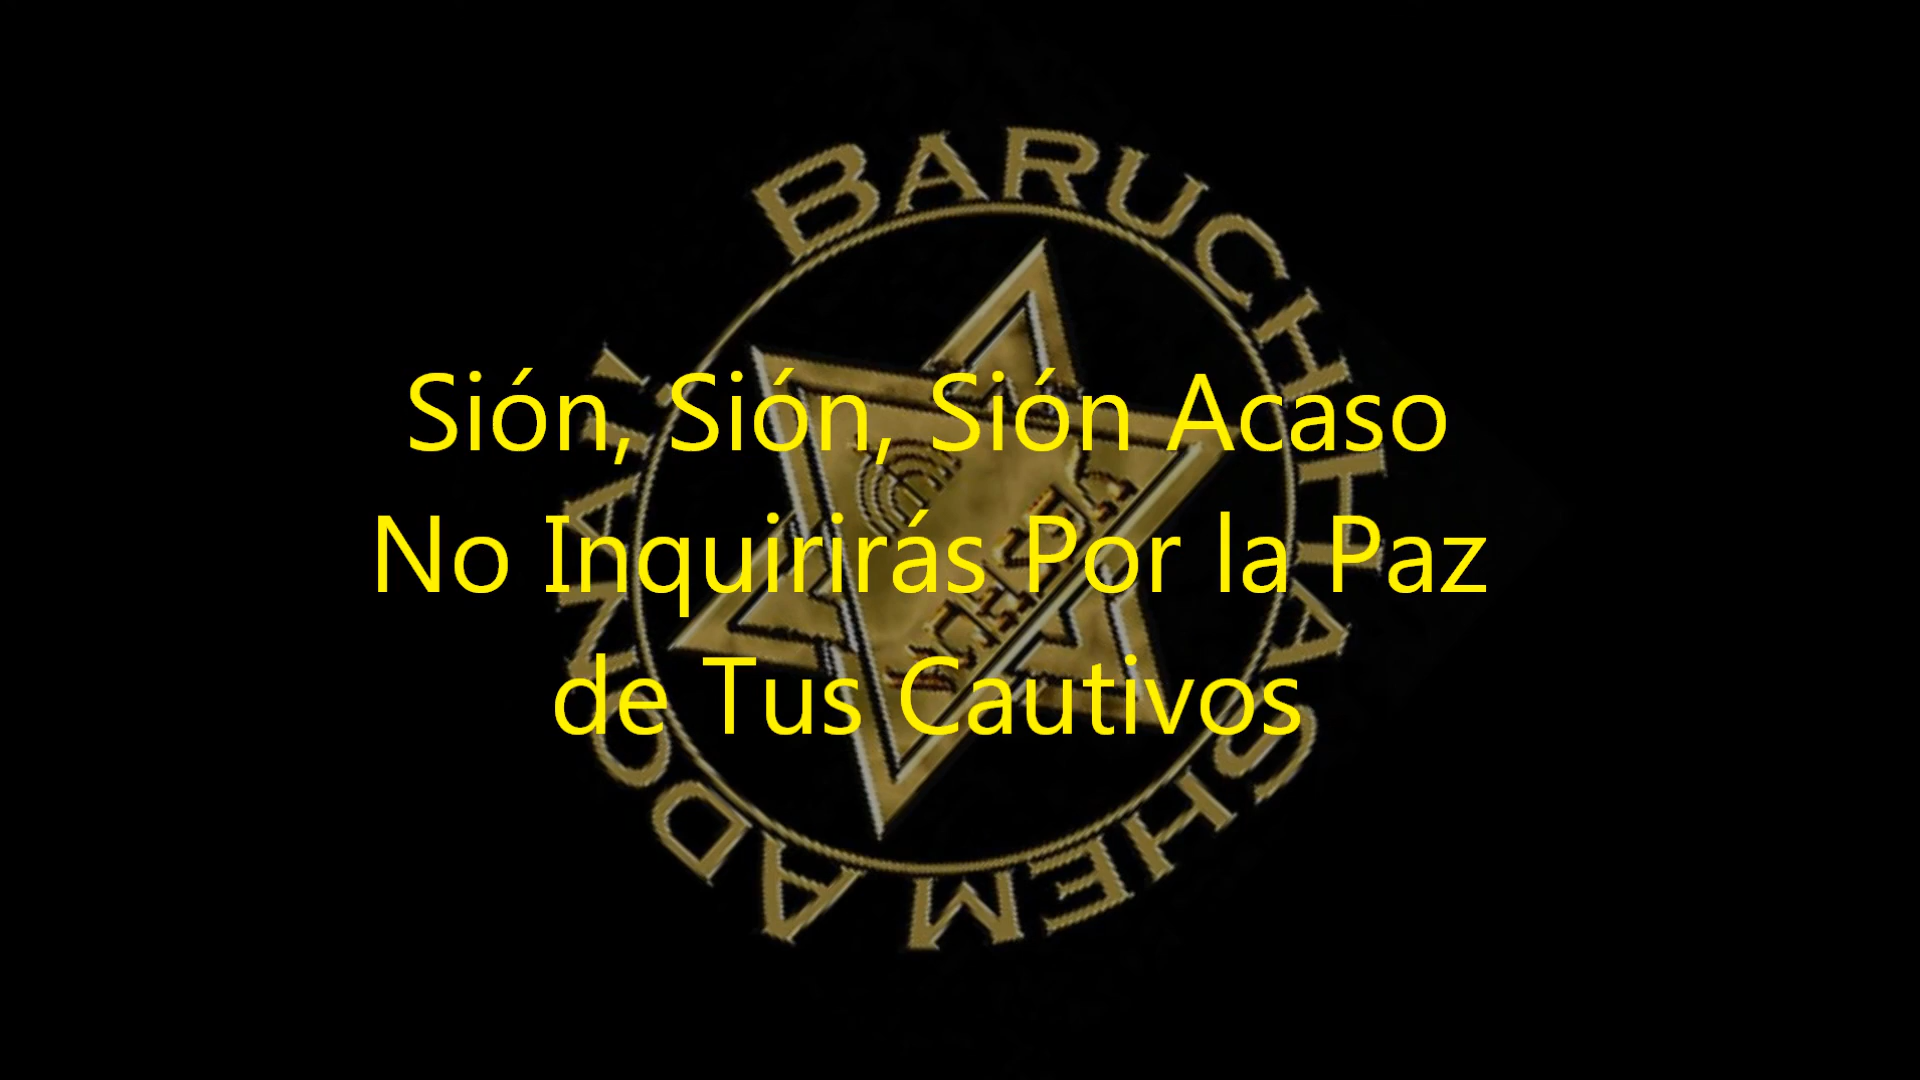 BARUCH HASHEM ADONAI!
Sión, Sión, Sión Acaso
No Inquirirás Por la Paz
de Tus Cautivos